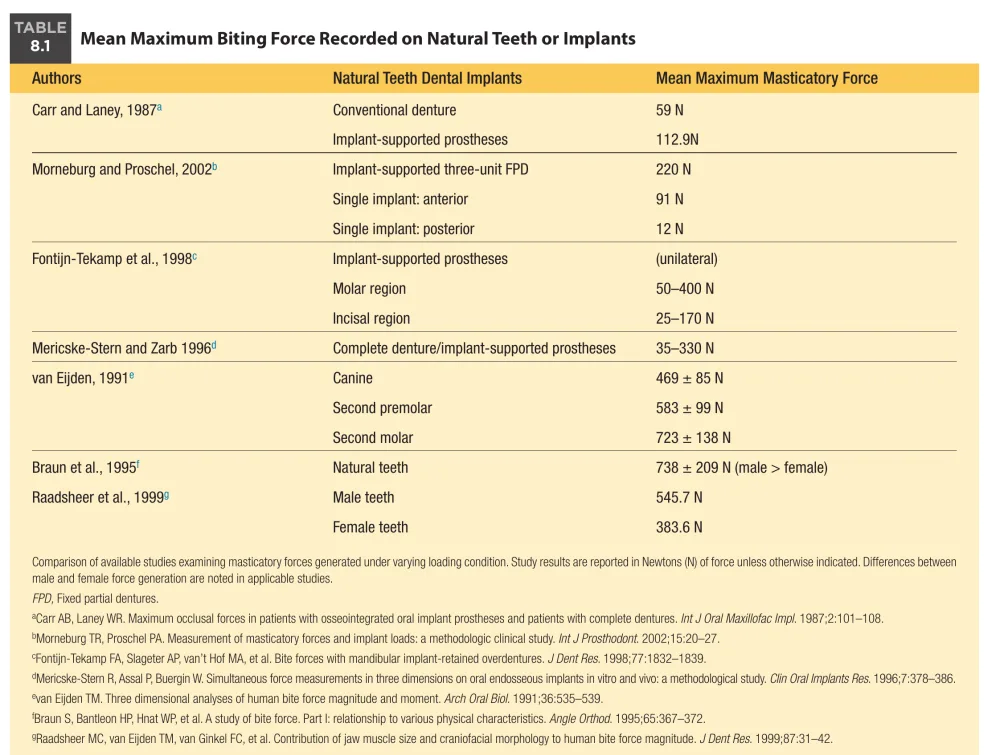 TABLE
8.1
Mean Maximum Biting Force Recorded on Natural Teeth or Implants
Authors Natural Teeth Dental Implants Mean Maximum Masticatory Force
Carr and Laney, 1987a Conventional denture 59 N
Implant-supported prostheses 112.9N
Morneburg and Proschel, 2002b Implant-supported three-unit FPD 220 N
Single implant: anterior 91 N
Single implant: posterior 12 N
Fontijn-Tekamp et al., 1998c Implant-supported prostheses (unilateral)
Molar region 50–400 N
Incisal region 25–170 N
Mericske-Stern and Zarb 1996d Complete denture/implant-supported prostheses 35–330 N
van Eijden, 1991e Canine 469 ± 85 N
Second premolar 583 ± 99 N
Second molar 723 ± 138 N
Braun et al., 1995f Natural teeth 738 ± 209 N (male > female)
Raadsheer et al., 1999g Male teeth 545.7 N
Female teeth 383.6 N
Comparison of available studies examining masticatory forces generated under varying loading condition. Study results are reported in Newtons (N) of force unless otherwise indicated. Differences between
male and female force generation are noted in applicable studies.
FPD, Fixed partial dentures.
aCarr AB, Laney WR. Maximum occlusal forces in patients with osseointegrated oral implant prostheses and patients with complete dentures. Int J Oral Maxillofac Impl. 1987;2:101–108.
bMorneburg TR, Proschel PA. Measurement of masticatory forces and implant loads: a methodologic clinical study. Int J Prosthodont. 2002;15:20–27.
cFontijn-Tekamp FA, Slageter AP, van't Hof MA, et al. Bite forces with mandibular implant-retained overdentures. J Dent Res. 1998;77:1832–1839.
dMericske-Stern R, Assal P, Buergin W. Simultaneous force measurements in three dimensions on oral endosseous implants in vitro and vivo: a methodological study. Clin Oral Implants Res. 1996;7:378–386.
evan Eijden TM. Three dimensional analyses of human bite force magnitude and moment. Arch Oral Biol. 1991;36:535–539.
fBraun S, Bantleon HP, Hnat WP, et al. A study of bite force. Part I: relationship to various physical characteristics. Angle Orthod. 1995;65:367–372.
gRaadsheer MC, van Eijden TM, van Ginkel FC, et al. Contribution of jaw muscle size and craniofacial morphology to human bite force magnitude. J Dent Res. 1999;87:31–42.